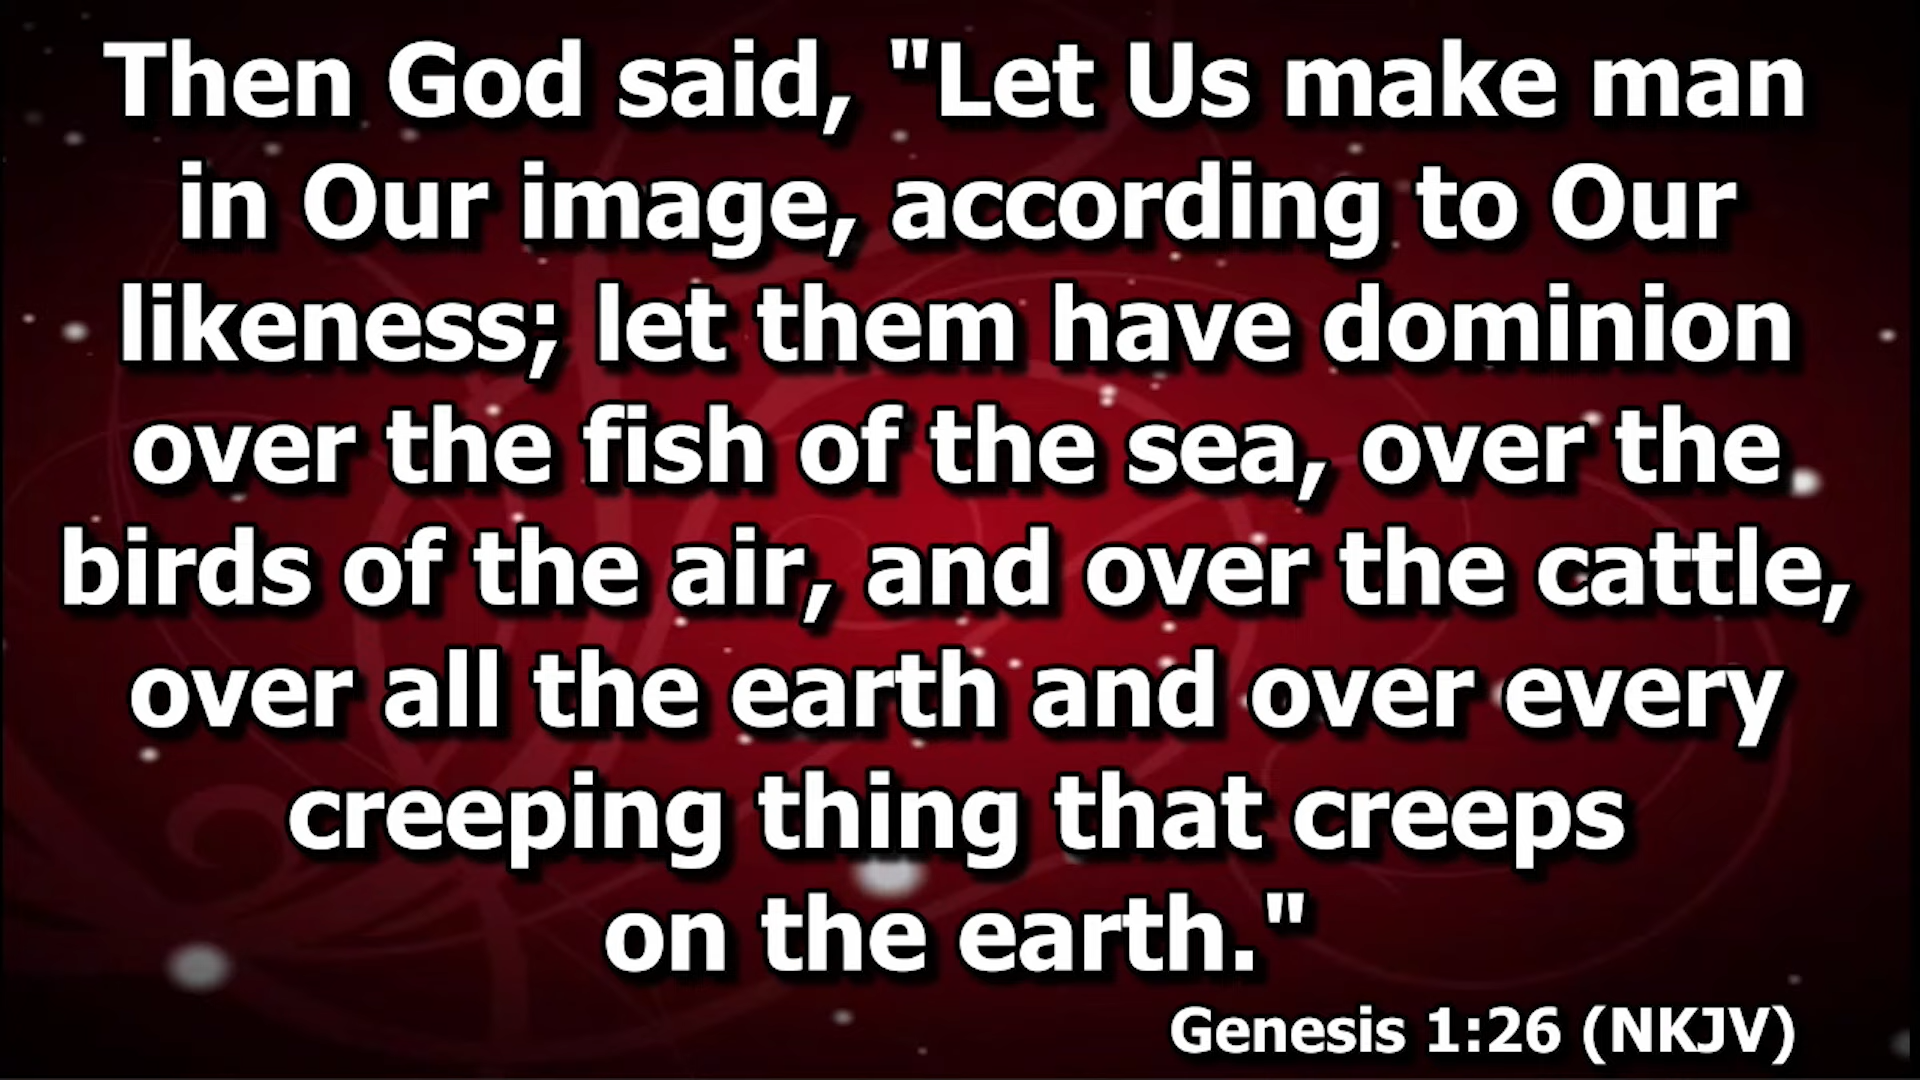 Then God said, "Let Us make man
in Our image, according to Our
likeness; let them have dominion
over the fish of the sea, over the
birds of the air, and over the cattle,
over all the earth and over every
creeping thing that creeps
on the earth."
Genesis 1:26 (NKJV)